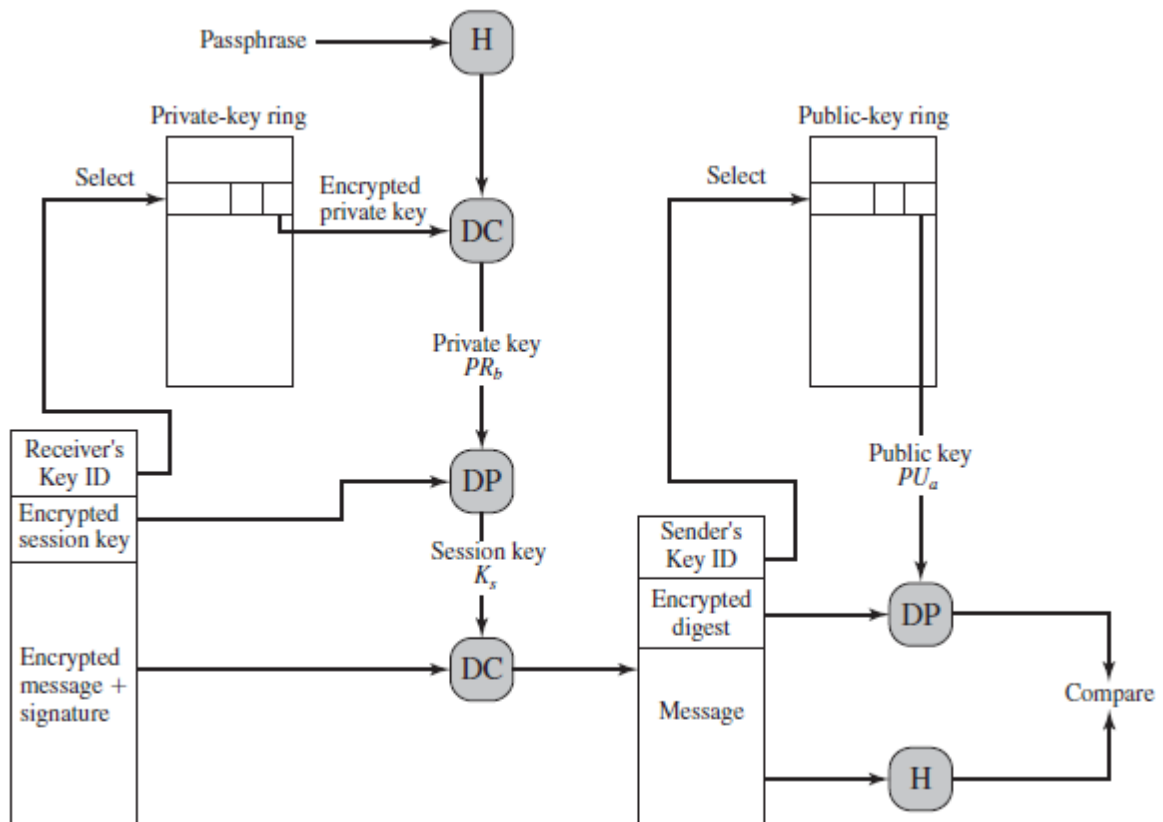 Passphrase
H
Private-key ring
Public-key ring
Select
Encrypted
private key
DC
Select
Private key
PRb
Receiver's
Key ID
Encrypted
session key
DP
Public key
PUa
Session key
Ks
Sender's
Key ID
Encrypted
digest
DP
Encrypted
message +
signature
DC
Message
Compare
H